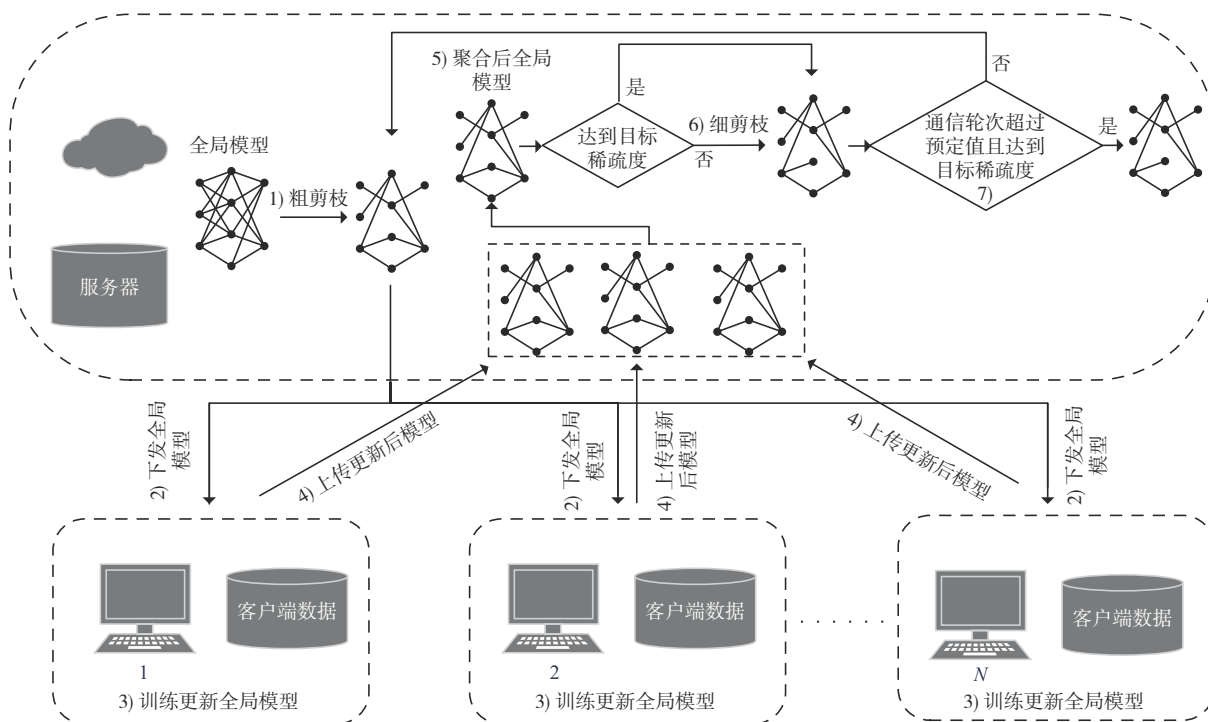 5) 聚合后全局
模型
是
否
全局模型
1) 粗剪枝
达到目标
稀疏度
6) 细剪枝
否
通信轮次超过
预定值且达到
目标稀疏度
7)
是
服务器
2) 下发全局
模型
4) 上传更新后模型
2) 下发全局
模型
4) 上传更新
后模型
4) 上传更新后模型
2) 下发全局
模型
客户端数据
1
3) 训练更新全局模型
客户端数据
2
3) 训练更新全局模型
客户端数据
N
3) 训练更新全局模型